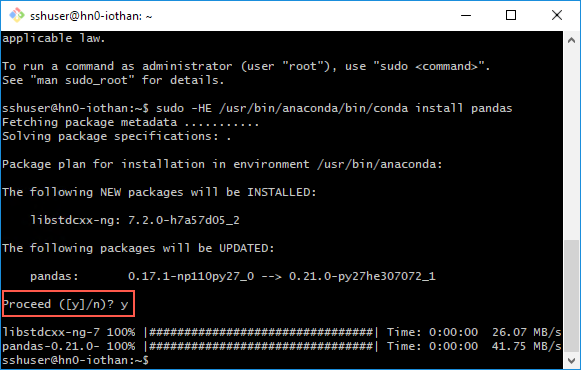 sshuser@hn0-iothan: ~
applicable law.
To run a command as administrator (user "root"), use "sudo <command>".
See "man sudo_root" for details.
sshuser@hn0-iothan:~$ sudo -HE /usr/bin/anaconda/bin/conda install pandas
Fetching package metadata ...........
Solving package specifications: .
Package plan for installation in environment /usr/bin/anaconda:
The following NEW packages will be INSTALLED:
libstdcxx-ng: 7.2.0-h7a57d05_2
The following packages will be UPDATED:
pandas:       0.17.1-np110py27_0 --> 0.21.0-py27he307072_1
Proceed ([y]/n)? y
libstdcxx-ng-7 100% |################################| Time: 0:00:00  26.07 MB/s
pandas-0.21.0- 100% |################################| Time: 0:00:00  41.75 MB/s
sshuser@hn0-iothan:~$